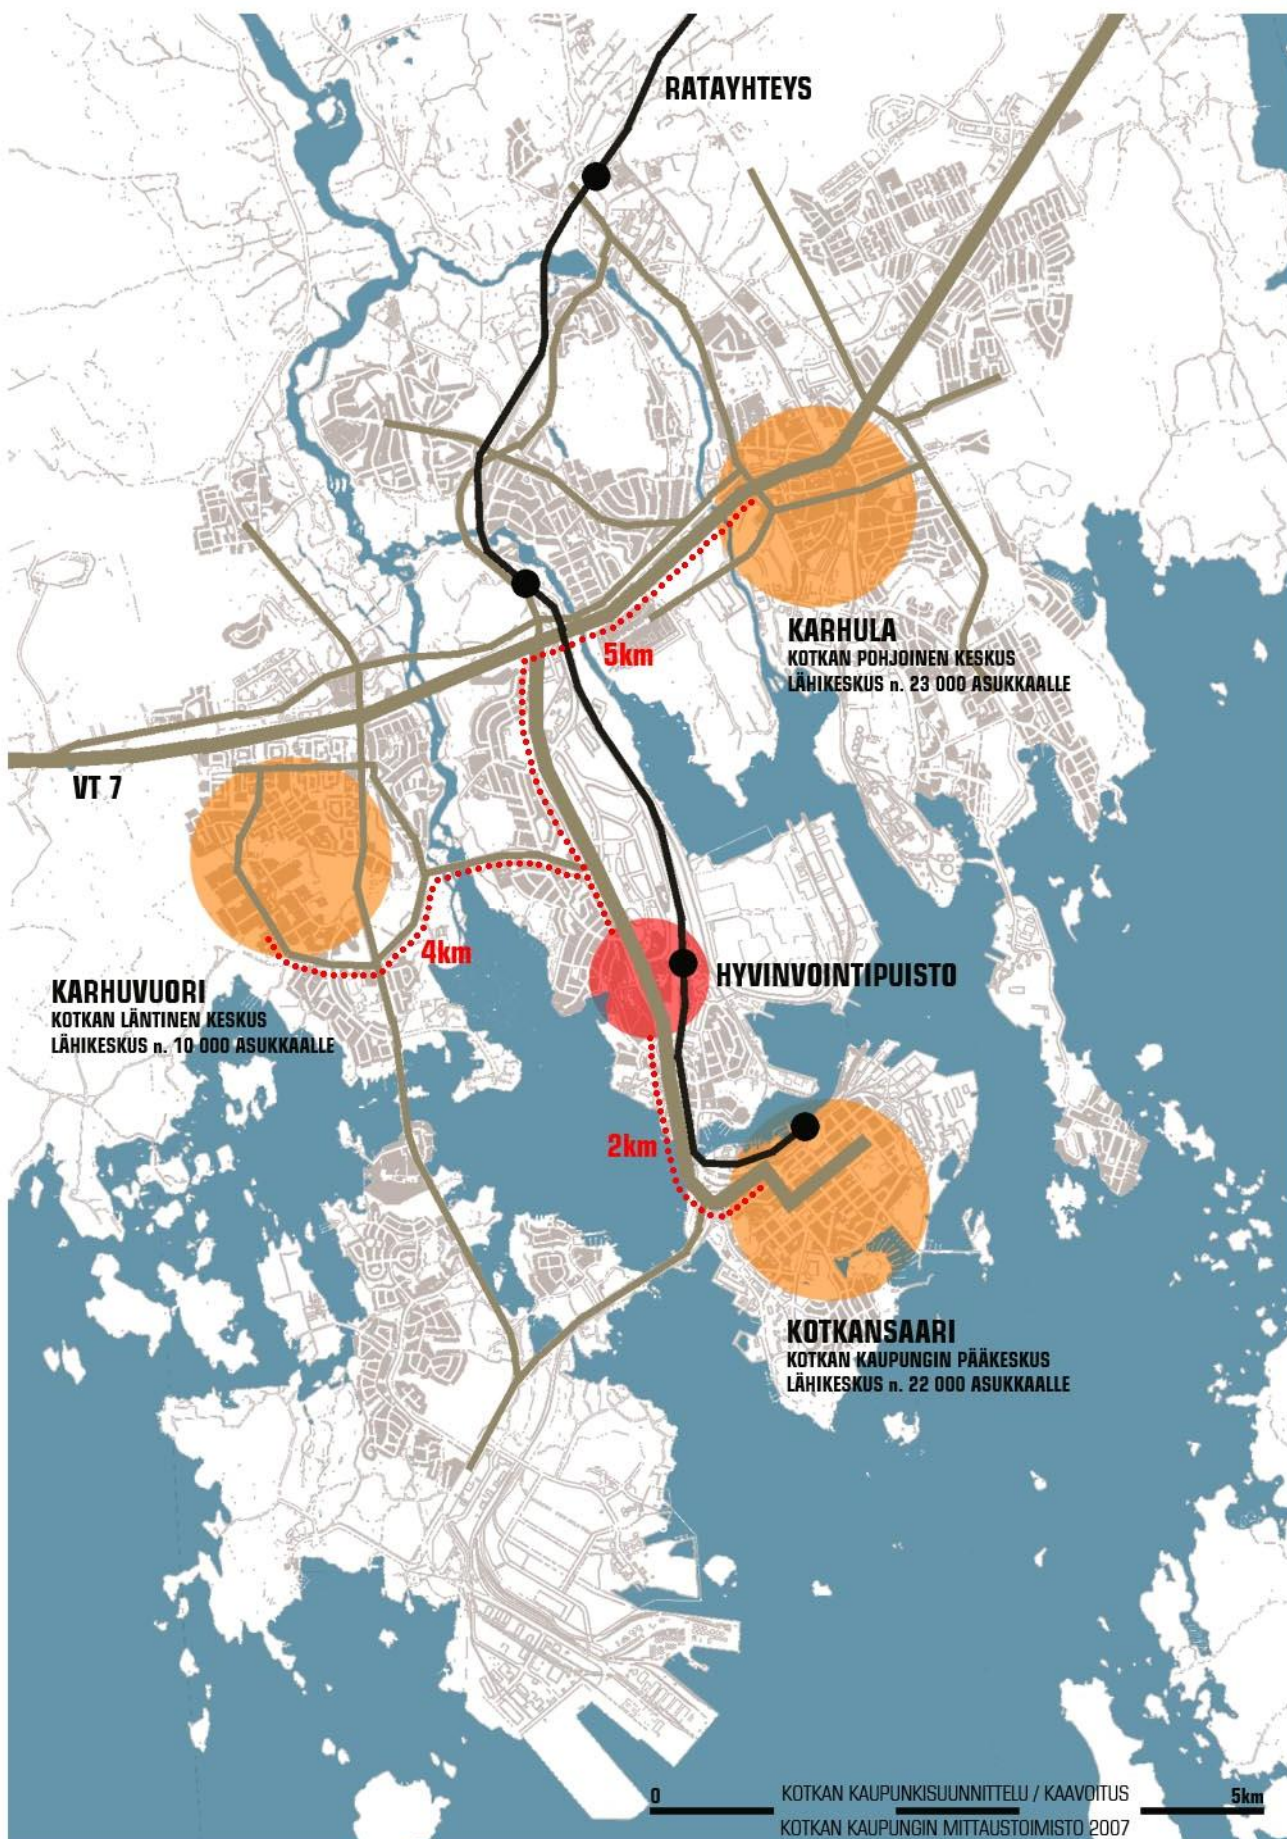 RATAYHTEYS
KARHULA
KOTKAN POHJOINEN KESKUS
LÄHIKESKUS n. 23 000 ASUKKAALLE
5km
VT 7
4km
HYVINVOINTIPUISTO
KARHUVUORI
KOTKAN LÄNTINEN KESKUS
LÄHIKESKUS n. 10 000 ASUKKAALLE
2km
KOTKANSAARI
KOTKAN KAUPUNGIN PÄÄKESKUS
LÄHIKESKUS n. 22 000 ASUKKAALLE
0 KOTKAN KAUPUNKISUUNNITTELU / KAAVOITUS 5km
KOTKAN KAUPUNGIN MITTAUSTOIMISTO 2007